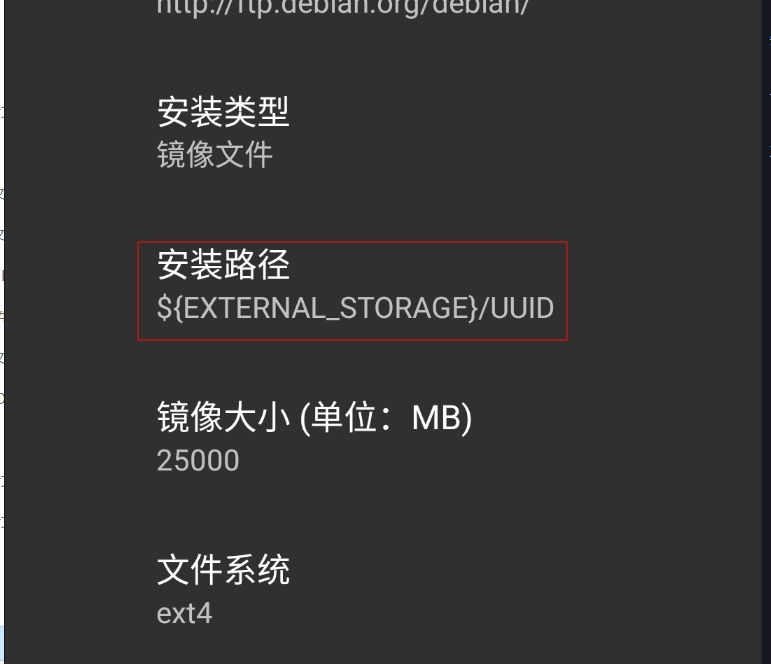 http://ftp.debian.org/debian/
安装类型
镜像文件
安装路径
${EXTERNAL_STORAGE}/UUID
镜像大小 (单位：MB)
25000
文件系统
ext4